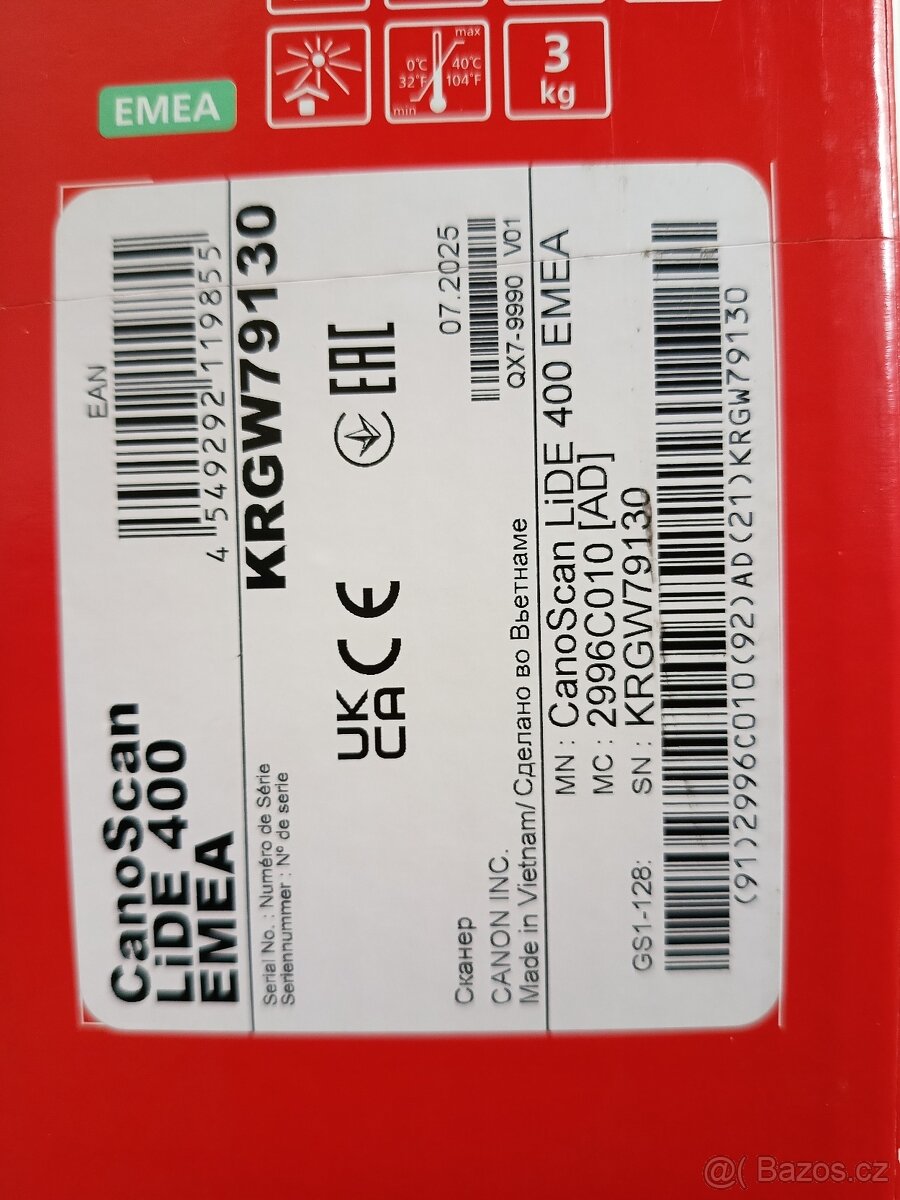 EMEA
max
0°C 40°C
32°F 104°F
min
3
kg
CanoScan
LiDE 400
EMEA
EAN
4 549292 119855
Serial No. : Numéro de Série
Seriennummer : Nº de serie
KRGW79130
UK
CA
CE
EAC
Сканер
CANON INC.
Made in Vietnam/ Сделано во Вьетнаме
07.2025
QX7-9990 V01
MN : CanoScan LiDE 400 EMEA
MC : 2996C010 [AD]
SN : KRGW79130
GS1-128:
(91)2996C010(92)AD(21)KRGW79130
@( Bazos.cz